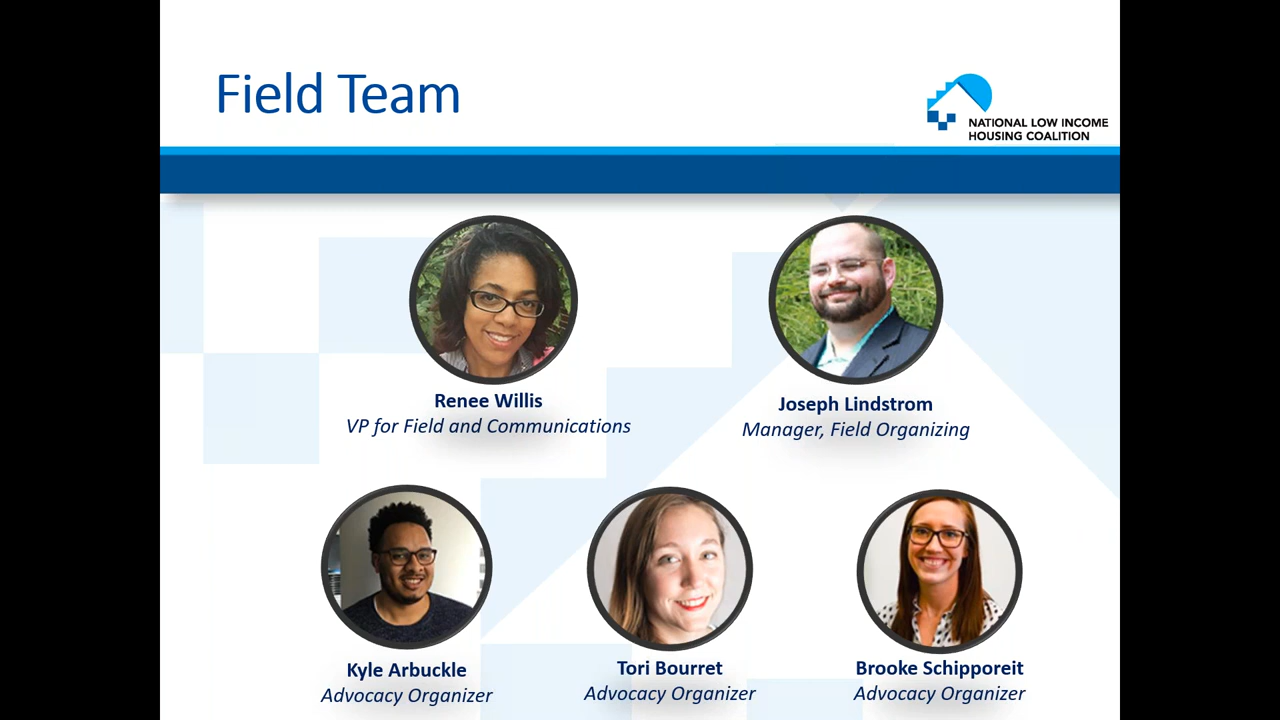 Field Team
NATIONAL LOW INCOME
HOUSING COALITION
Renee Willis
VP for Field and Communications
Joseph Lindstrom
Manager, Field Organizing
Kyle Arbuckle
Advocacy Organizer
Tori Bourret
Advocacy Organizer
Brooke Schipporeit
Advocacy Organizer